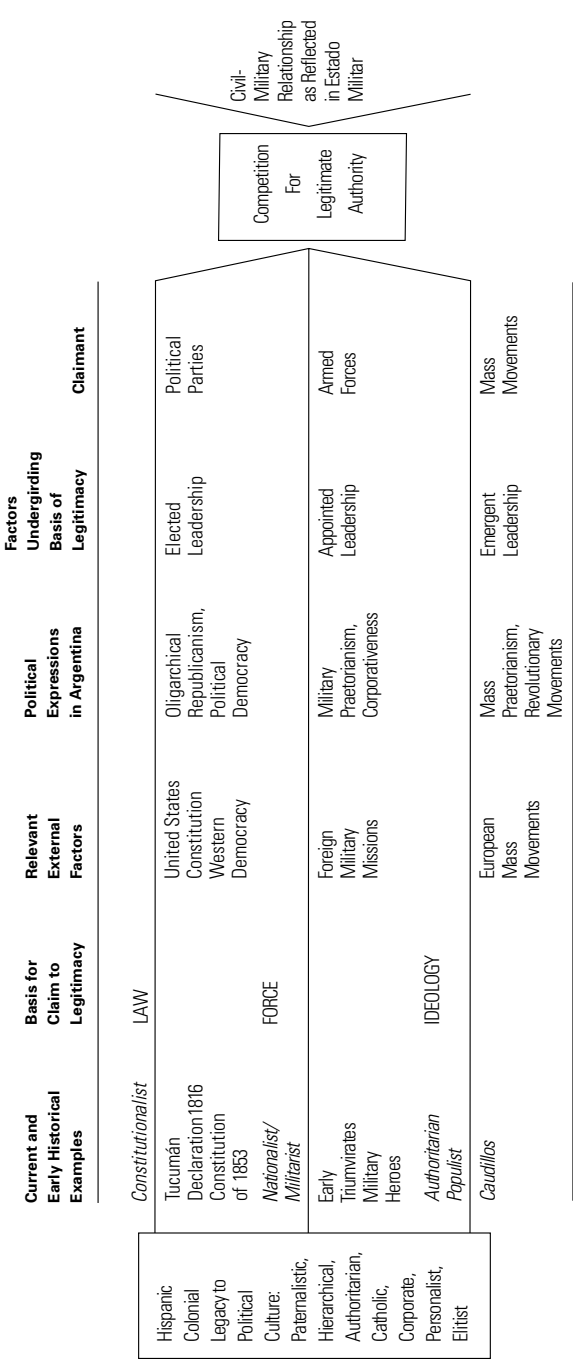 Current and
Early Historical
Examples
Basis for
Claim to
Legitimacy
Relevant
External
Factors
Political
Expressions
in Argentina
Factors
Undergirding
Basis of
Legitimacy
Claimant
Hispanic
Colonial
Legacy to
Political
Culture:
Paternalistic,
Hierarchical,
Authoritarian,
Catholic,
Corporate,
Personalist,
Elitist
Constitutionalist
LAW
Tucumán
Declaration1816
Constitution
of 1853
United States
Constitution
Western
Democracy
Oligarchical
Republicanism,
Political
Democracy
Elected
Leadership
Political
Parties
Nationalist/
Militarist
FORCE
Early
Triumvirates
Military
Heroes
Foreign
Military
Missions
Military
Praetorianism,
Corporativeness
Appointed
Leadership
Armed
Forces
Authoritarian
Populist
IDEOLOGY
Caudillos
European
Mass
Movements
Mass
Praetorianism,
Revolutionary
Movements
Emergent
Leadership
Mass
Movements
Competition
For
Legitimate
Authority
Civil-
Military
Relationship
as Reflected
in Estado
Militar